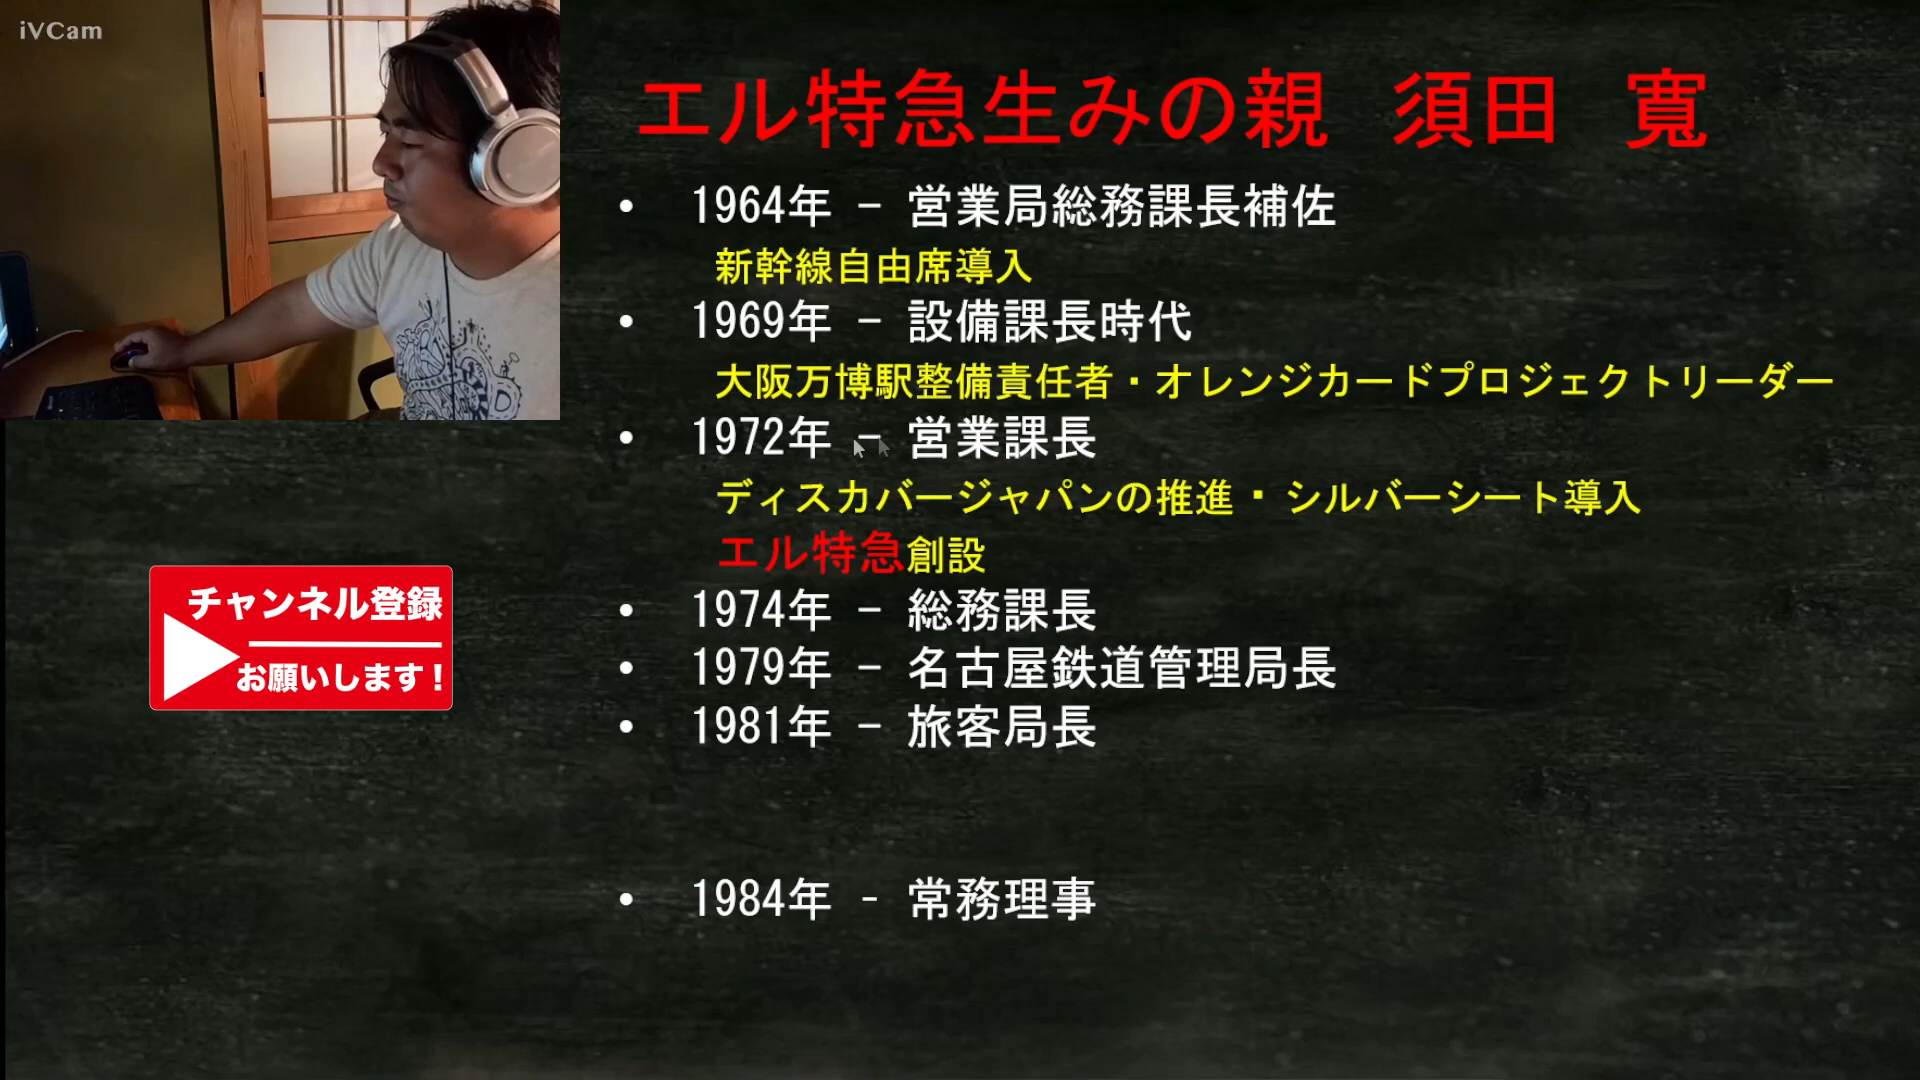 iVCam
エル特急生みの親　須田　寛
• 1964年 － 営業局総務課長補佐
新幹線自由席導入
• 1969年 － 設備課長時代
大阪万博駅整備責任者・オレンジカードプロジェクトリーダー
• 1972年 － 営業課長
ディスカバージャパンの推進・シルバーシート導入
エル特急創設
• 1974年 － 総務課長
• 1979年 － 名古屋鉄道管理局長
• 1981年 － 旅客局長
• 1984年 - 常務理事
チャンネル登録
お願いします！